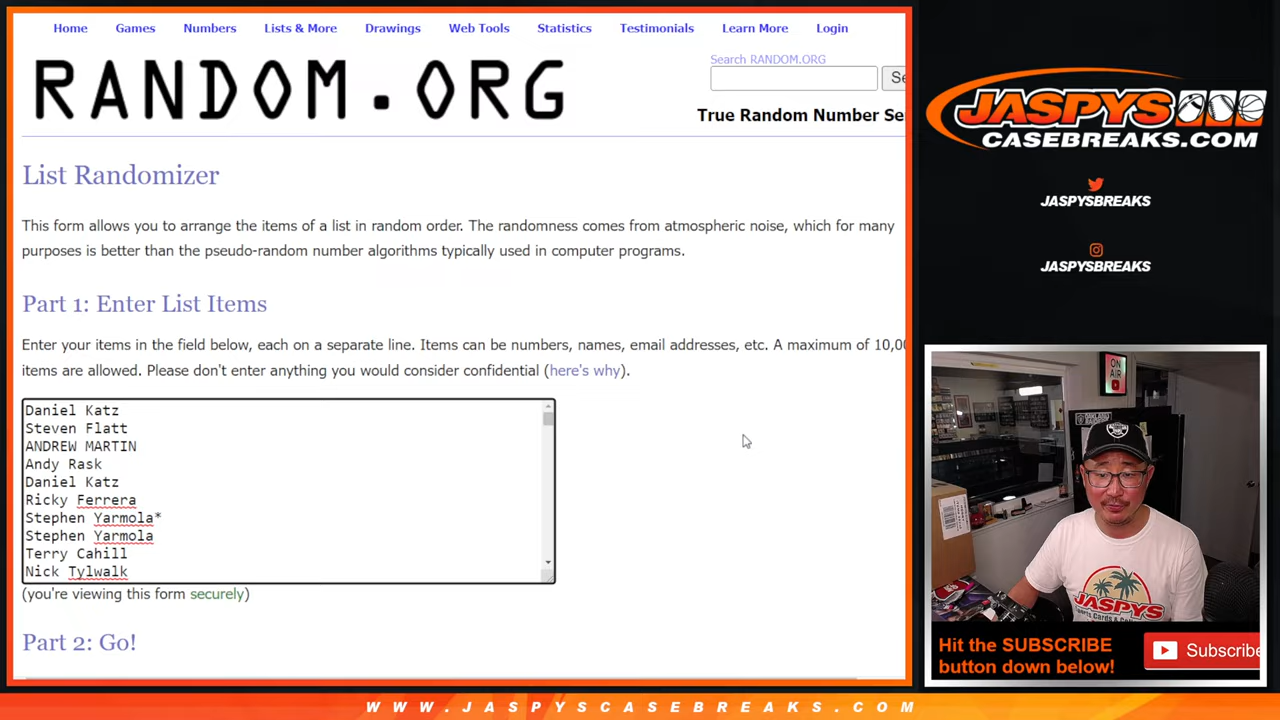 Home Games Numbers Lists & More Drawings Web Tools Statistics Testimonials Learn More Login
RANDOM.ORG
Search RANDOM.ORG
True Random Number Se
List Randomizer
This form allows you to arrange the items of a list in random order. The randomness comes from atmospheric noise, which for many
purposes is better than the pseudo-random number algorithms typically used in computer programs.
Part 1: Enter List Items
Enter your items in the field below, each on a separate line. Items can be numbers, names, email addresses, etc. A maximum of 10,00
items are allowed. Please don't enter anything you would consider confidential (here's why).
Daniel Katz
Steven Flatt
ANDREW MARTIN
Andy Rask
Daniel Katz
Ricky Ferrera
Stephen Yarmola*
Stephen Yarmola
Terry Cahill
Nick Tylwalk
(you're viewing this form securely)
Part 2: Go!
JASPYS
CASEBREAKS.COM
JASPYSBREAKS
JASPYSBREAKS
ON AIR
JASPYS
Hit the SUBSCRIBE
button down below!
Subscribe
WWW.JASPYSCASEBREAKS.COM